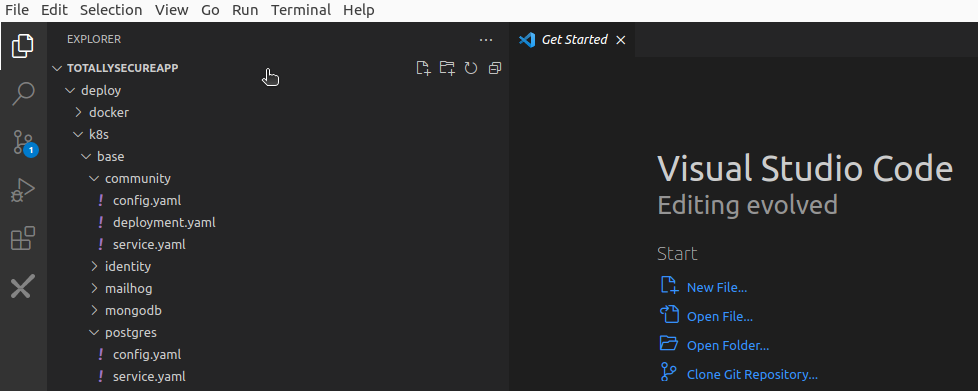 File Edit Selection View Go Run Terminal Help
EXPLORER ...
TOTALLYSECUREAPP
deploy
docker
k8s
base
community
! config.yaml
! deployment.yaml
! service.yaml
identity
mailhog
mongodb
postgres
! config.yaml
! service.yaml
1
Get Started
Visual Studio Code
Editing evolved
Start
New File...
Open File...
Open Folder...
Clone Git Repository...